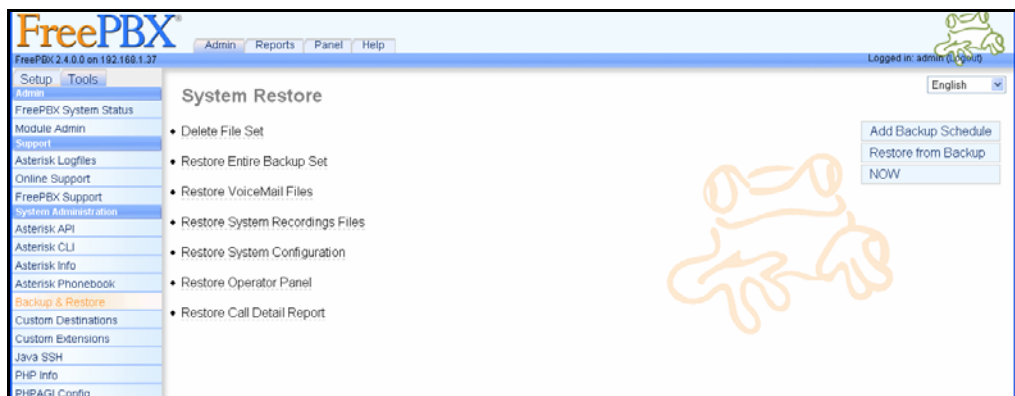 FreePBX®
Admin Reports Panel Help
FreePBX 2.4.0.0 on 192.168.1.37
Logged in: admin (Logout)
Setup Tools
English
Admin
FreePBX System Status
Module Admin
Support
Asterisk Logfiles
Online Support
FreePBX Support
System Administration
Asterisk API
Asterisk CLI
Asterisk Info
Asterisk Phonebook
Backup & Restore
Custom Destinations
Custom Extensions
Java SSH
PHP Info
PHPAGI Config
System Restore
• Delete File Set
• Restore Entire Backup Set
• Restore VoiceMail Files
• Restore System Recordings Files
• Restore System Configuration
• Restore Operator Panel
• Restore Call Detail Report
Add Backup Schedule
Restore from Backup
NOW